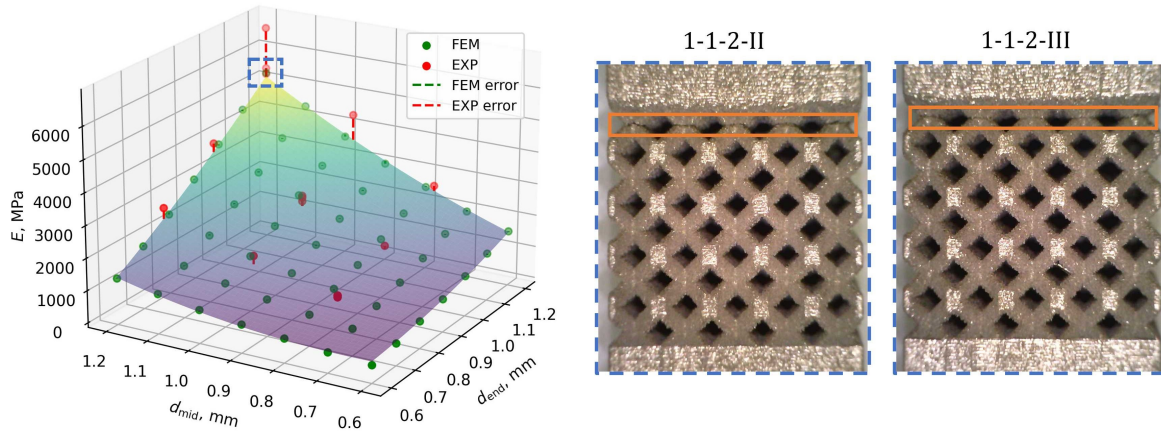 FEM
EXP
FEM error
EXP error
6000
5000
4000
3000
2000
1000
0
E, MPa
1.2
1.1
1.0
0.9
0.8
0.7
0.6
d_mid, mm
0.6
0.7
0.8
0.9
1.0
1.1
1.2
d_end, mm
1-1-2-II
1-1-2-III